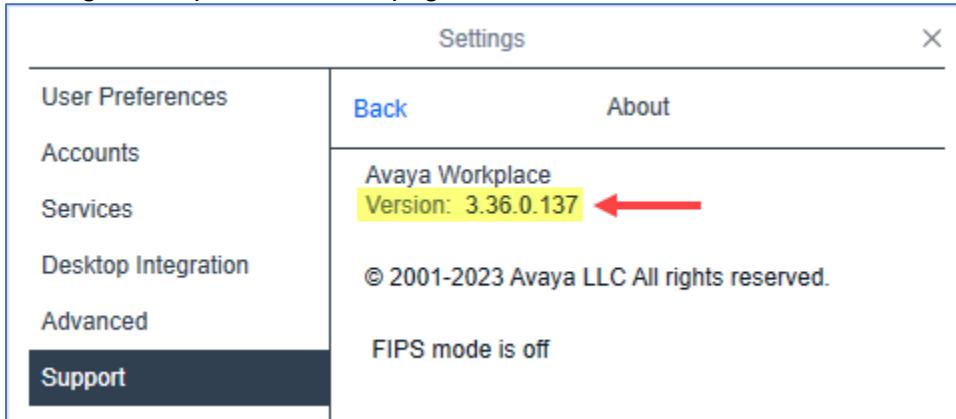 Settings
User Preferences
Accounts
Services
Desktop Integration
Advanced
Support
Back
About
Avaya Workplace
Version: 3.36.0.137
© 2001-2023 Avaya LLC All rights reserved.
FIPS mode is off